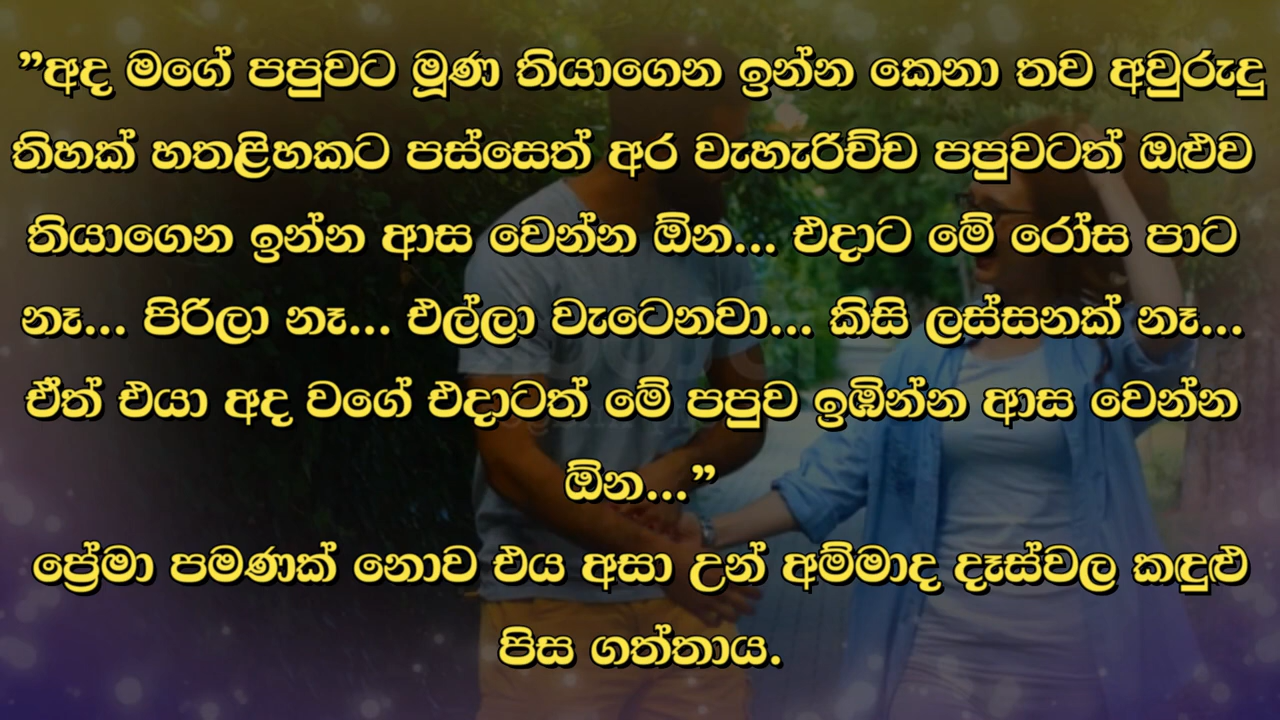 ”අද මගේ පපුවට මූණ තියාගෙන ඉන්න කෙනා තව අවුරුදු
තිහක් හතළිහකට පස්සෙත් අර වැහැරිච්ච පපුවටත් ඔළුව
තියාගෙන ඉන්න ආස වෙන්න ඕන... එදාට මේ රෝස පාට
නෑ... පිරිලා නෑ... එල්ලා වැටෙනවා... කිසි ලස්සනක් නෑ...
ඒත් එයා අද වගේ එදාටත් මේ පපුව ඉඹින්න ආස වෙන්න
ඕන...”
ප්‍රේමා පමණක් නොව එය අසා උන් අම්මාද දෑස්වල කඳුළු
පිස ගත්තාය.